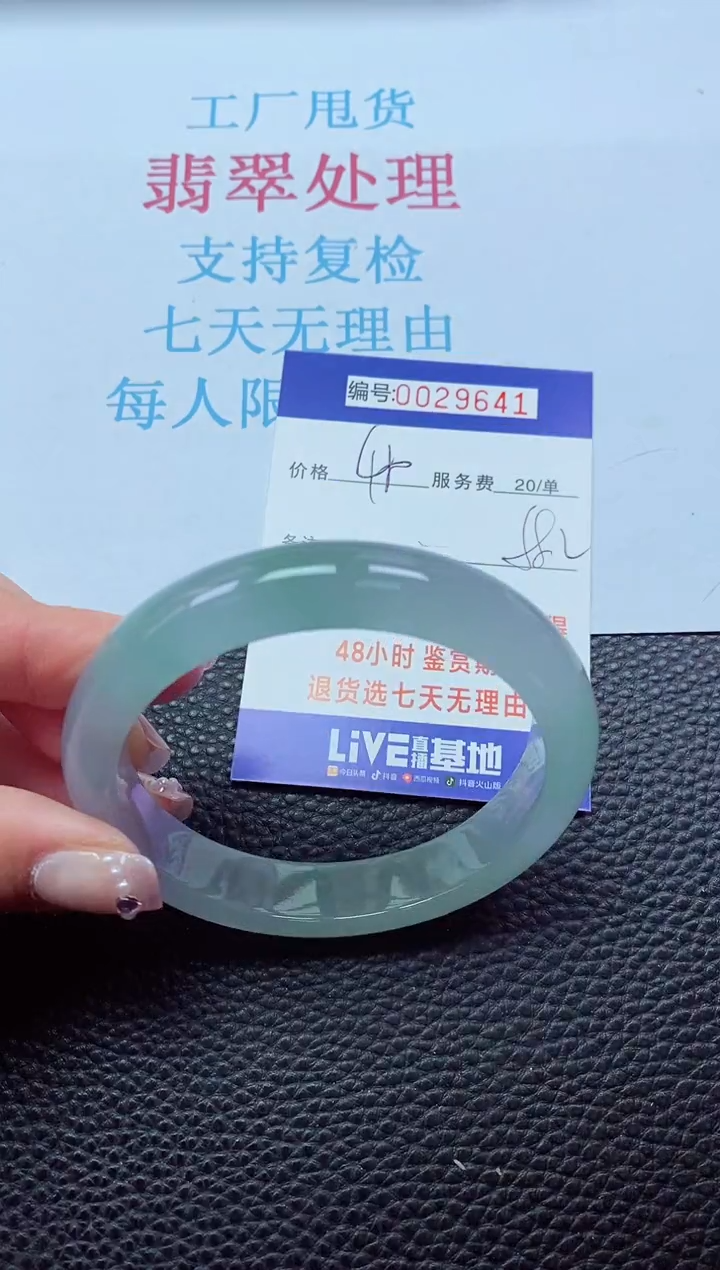 工厂甩货
翡翠处理
支持复检
七天无理由
每人限
编号:0029641
价格 服务费 20/单
备注
48小时 鉴赏期
退货选七天无理由
LiVE直播基地
今日头条 抖音 西瓜视频 抖音火山版